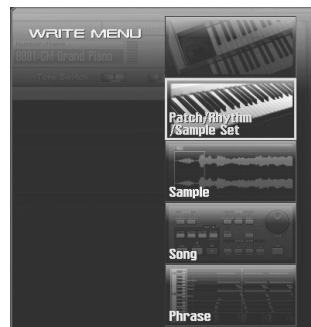 WRITE MENU
Patch/Rhythm
/Sample Set
Sample
Song
Phrase